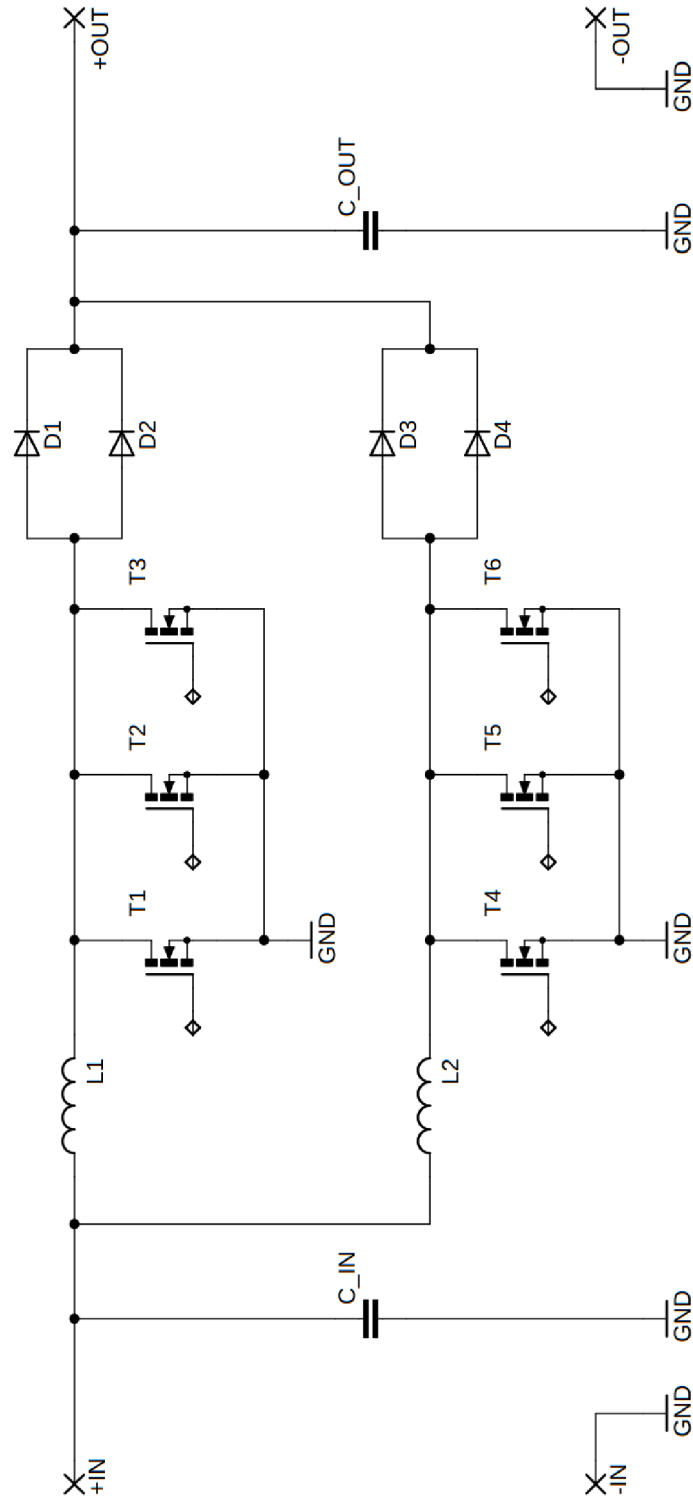 +IN
-IN
GND
C_IN
GND
L1
L2
T1
T2
T3
GND
T4
T5
T6
GND
D1
D2
D3
D4
C_OUT
GND
+OUT
-OUT
GND